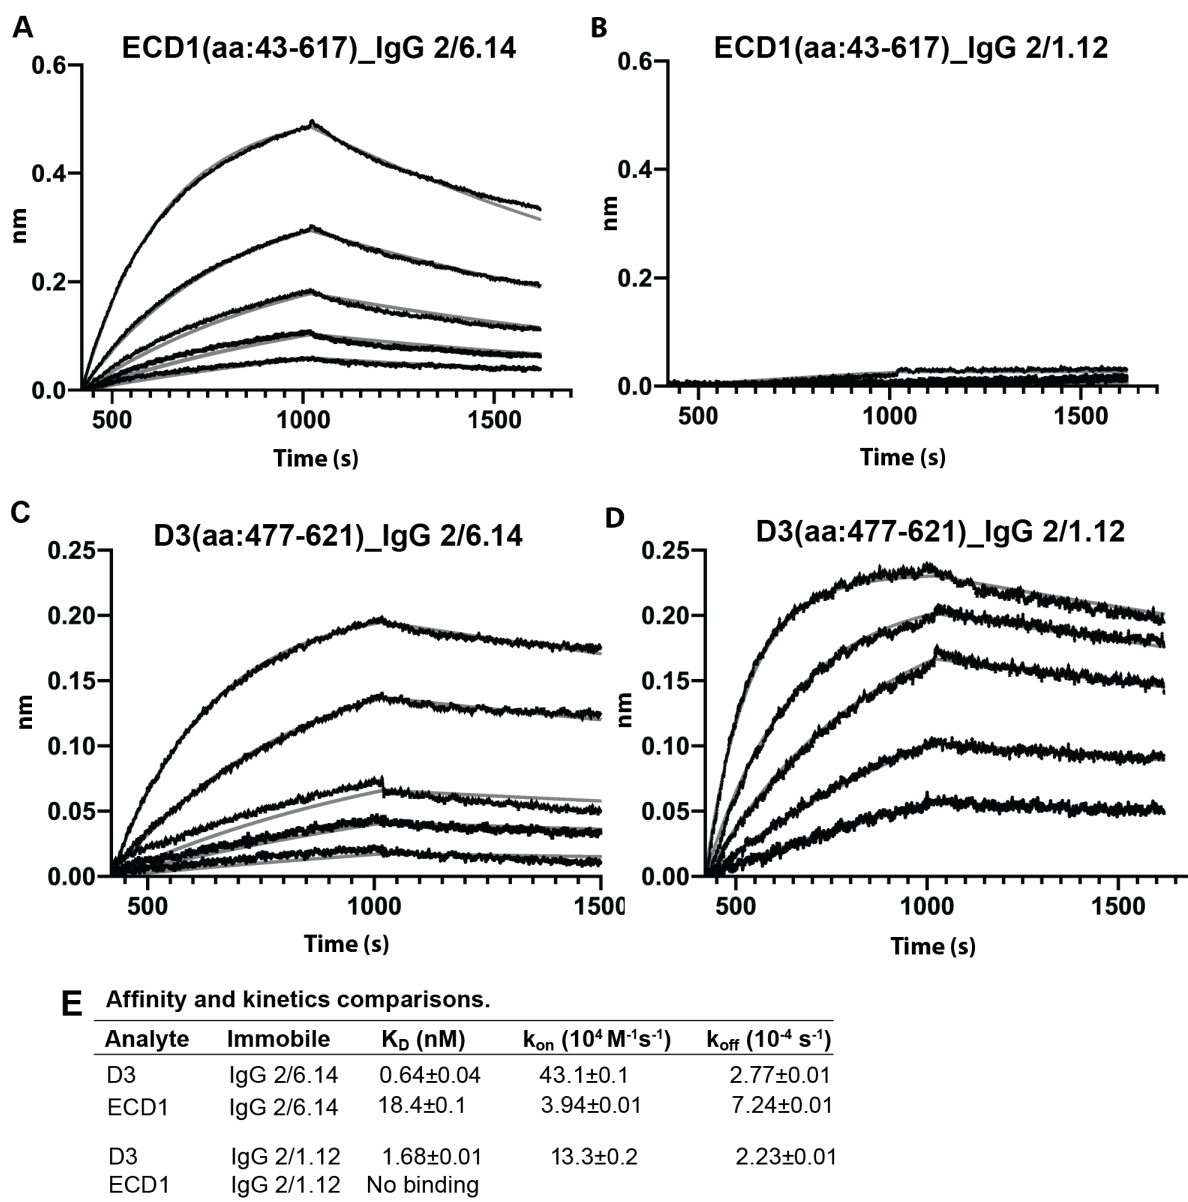 A
ECD1(aa:43-617)_IgG 2/6.14
0.6
0.4
0.2
0.0
nm
500 1000 1500
Time (s)
B
ECD1(aa:43-617)_IgG 2/1.12
0.6
0.4
0.2
0.0
nm
500 1000 1500
Time (s)
C
D3(aa:477-621)_IgG 2/6.14
0.25
0.20
0.15
0.10
0.05
0.00
nm
500 1000 1500
Time (s)
D
D3(aa:477-621)_IgG 2/1.12
0.25
0.20
0.15
0.10
0.05
0.00
nm
500 1000 1500
Time (s)
E Affinity and kinetics comparisons.
Analyte Immobile K_D (nM) k_on (10⁴ M⁻¹s⁻¹) k_off (10⁻⁴ s⁻¹)
D3 IgG 2/6.14 0.64±0.04 43.1±0.1 2.77±0.01
ECD1 IgG 2/6.14 18.4±0.1 3.94±0.01 7.24±0.01
D3 IgG 2/1.12 1.68±0.01 13.3±0.2 2.23±0.01
ECD1 IgG 2/1.12 No binding